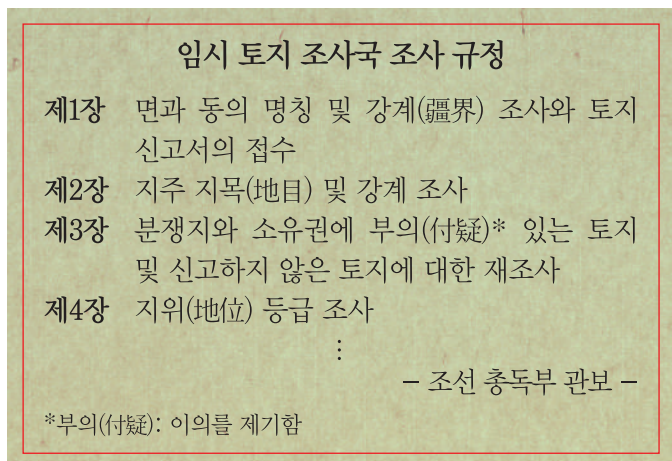 임시 토지 조사국 조사 규정
제1장 면과 동의 명칭 및 강계(疆界) 조사와 토지
신고서의 접수
제2장 지주 지목(地目) 및 강계 조사
제3장 분쟁지와 소유권에 부의(付疑)* 있는 토지
및 신고하지 않은 토지에 대한 재조사
제4장 지위(地位) 등급 조사
⋮
- 조선 총독부 관보 -
*부의(付疑): 이의를 제기함